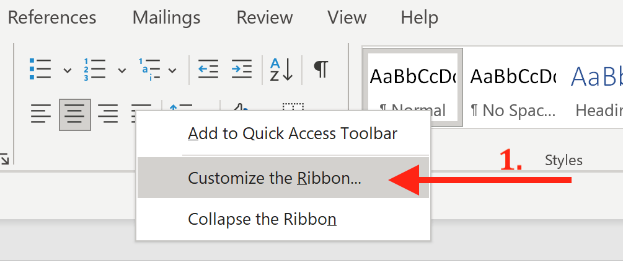 References Mailings Review View Help
AaBbCcDc AaBbCcDc AaBbCc
¶ Normal ¶ No Spac... Headin
Add to Quick Access Toolbar
1. Styles
Customize the Ribbon...
Collapse the Ribbon